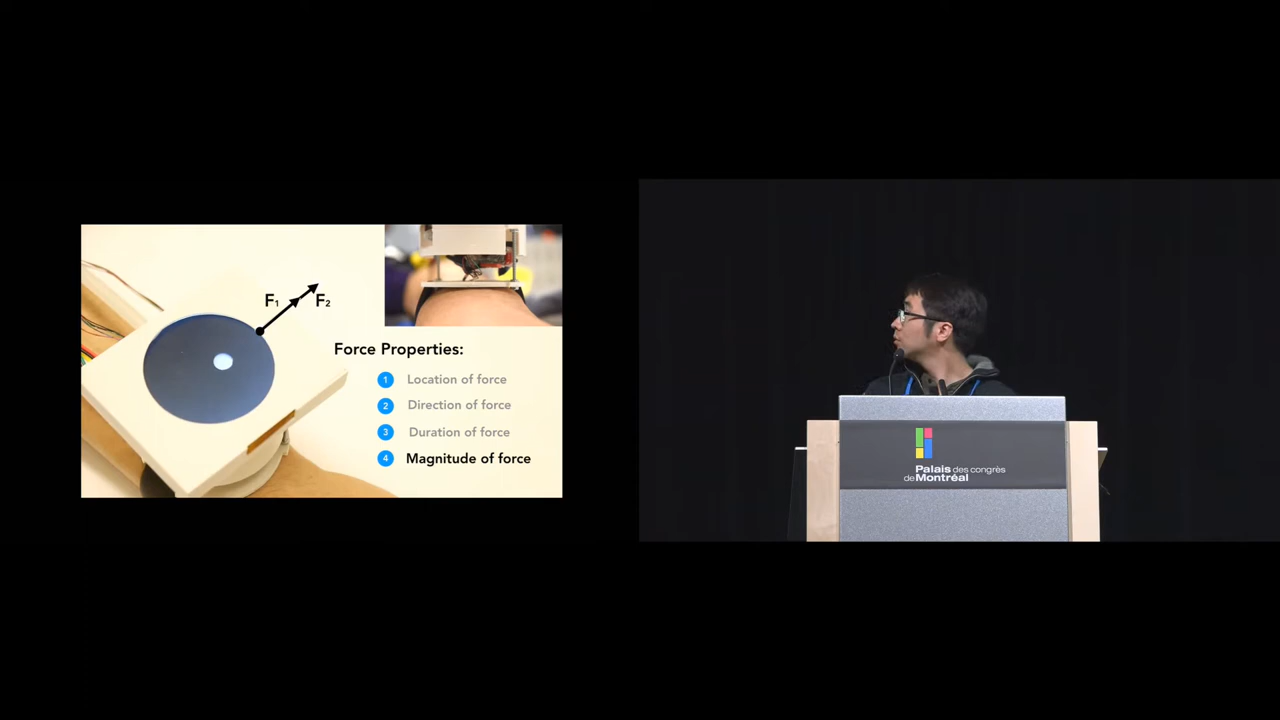 F1
F2
Force Properties:
1 Location of force
2 Direction of force
3 Duration of force
4 Magnitude of force
Palais des congrès
de Montréal